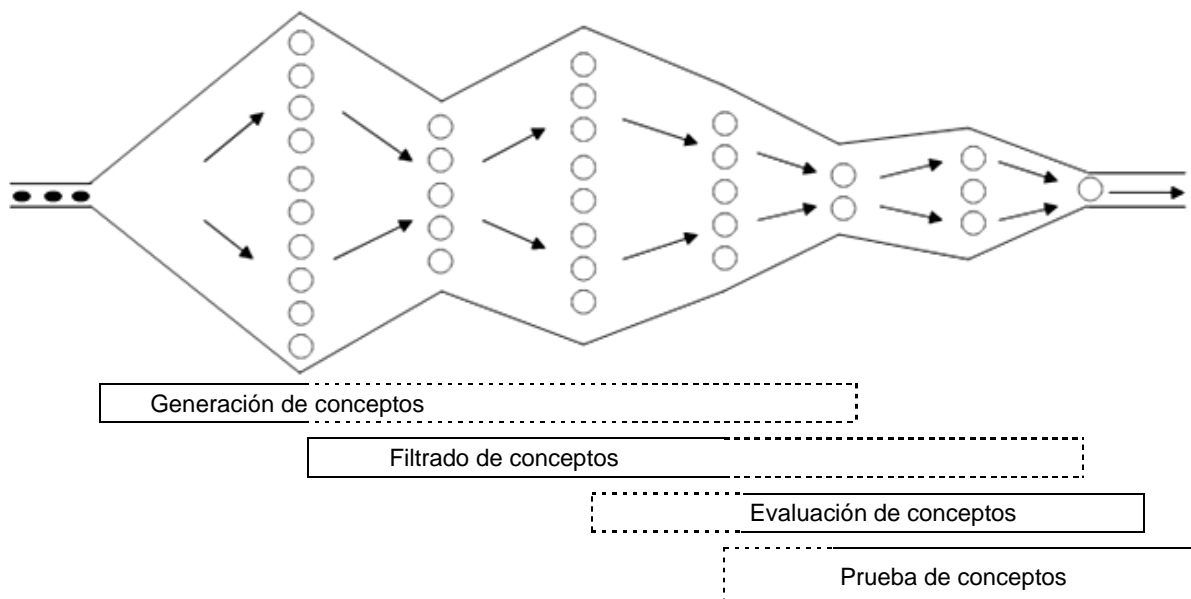 Generación de conceptos
Filtrado de conceptos
Evaluación de conceptos
Prueba de conceptos